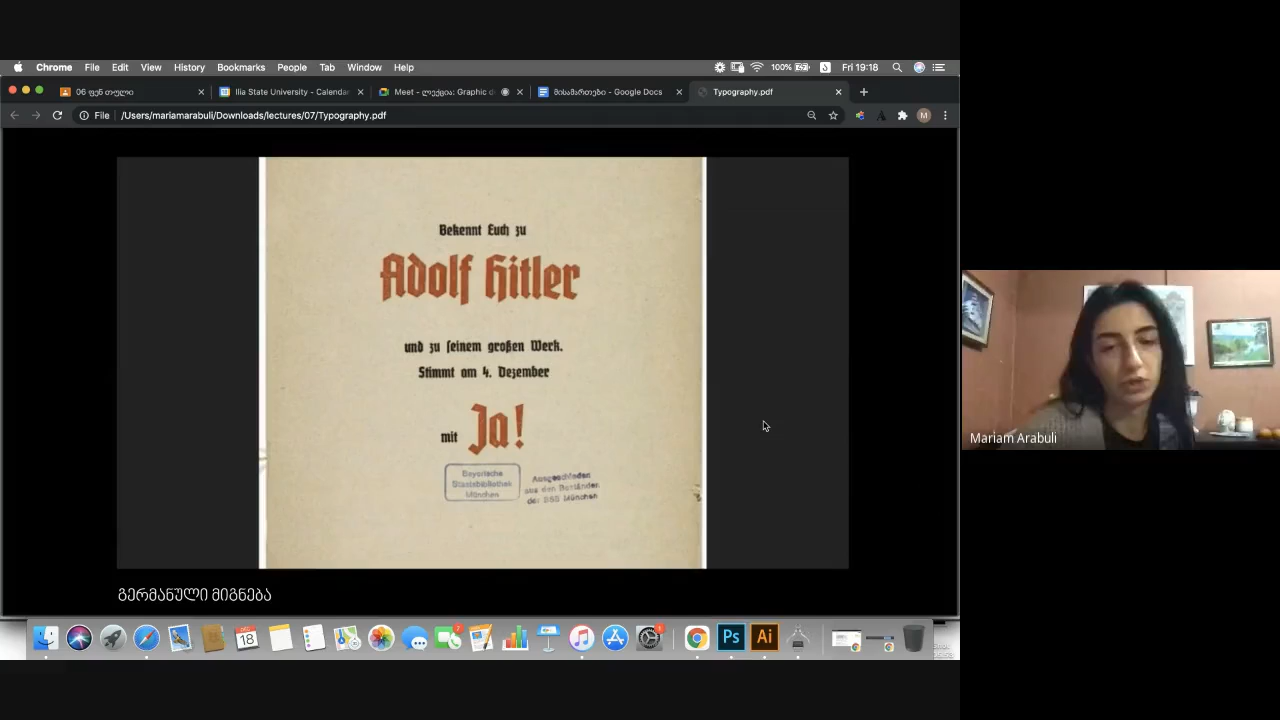 Chrome File Edit View History Bookmarks People Tab Window Help 100% Fri 19:18
06 ფენ თული
Ilia State University - Calendar
Meet - ლექცია: Graphic d
მისამართები - Google Docs
Typography.pdf
File /Users/mariamarabuli/Downloads/lectures/07/Typography.pdf
M
Bekennt Euch zu
Adolf Hitler
und zu seinem großen Werk.
Stimmt am 4. Dezember
mit Ja!
Bayerische
Staatsbibliothek
München
Ausgeschieden
aus den Beständen
der BSB München
გერმანული მიგნება
DEC
18
Ps
Ai
Mariam Arabuli